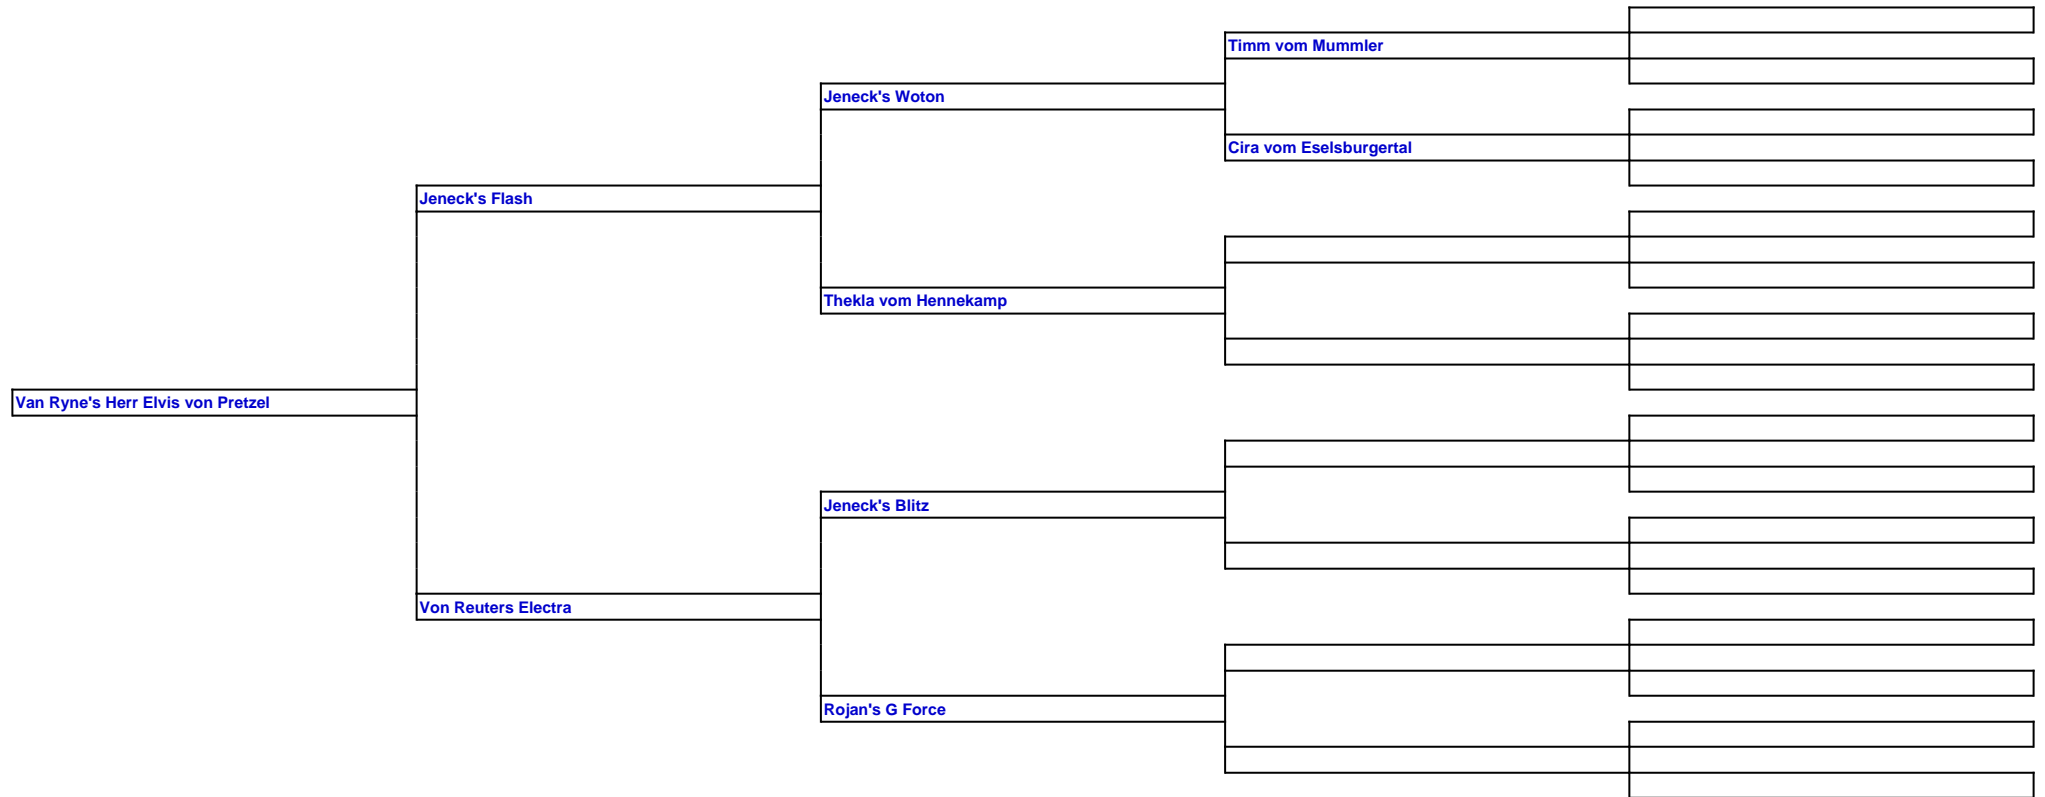 Timm vom Mummler
Jeneck's Woton
Cira vom Eselsburgertal
Jeneck's Flash
Thekla vom Hennekamp
Van Ryne's Herr Elvis von Pretzel
Jeneck's Blitz
Von Reuters Electra
Rojan's G Force